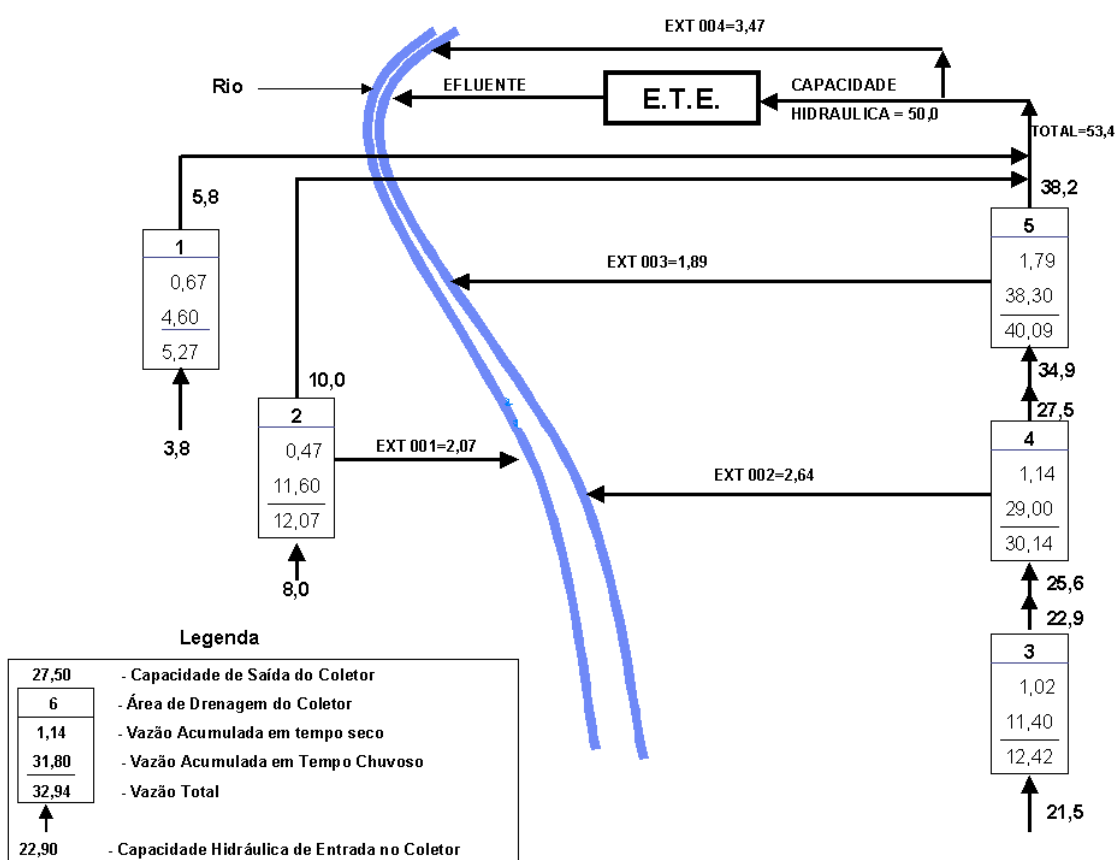 EXT 004=3,47
Rio
EFLUENTE
E.T.E.
CAPACIDADE
HIDRAULICA = 50,0
TOTAL=53,4
5,8
38,2
1
0,67
4,60
5,27
3,8
5
1,79
38,30
40,09
EXT 003=1,89
34,9
10,0
27,5
2
0,47
11,60
12,07
8,0
EXT 001=2,07
4
1,14
29,00
30,14
EXT 002=2,64
25,6
22,9
3
1,02
11,40
12,42
21,5
Legenda
27,50 - Capacidade de Saída do Coletor
6 - Área de Drenagem do Coletor
1,14 - Vazão Acumulada em tempo seco
31,80 - Vazão Acumulada em Tempo Chuvoso
32,94 - Vazão Total
22,90 - Capacidade Hidráulica de Entrada no Coletor